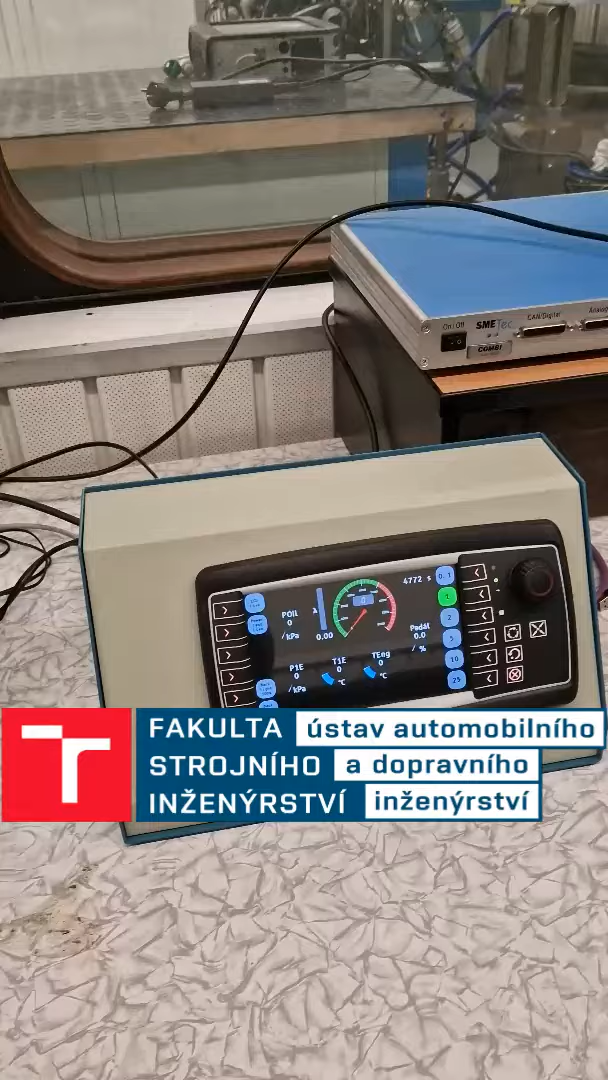 On | Off
SMETec
CAN/Digital
COMBI
4772 s
0.1
POil
0
/kPa
λ
0.00
0
1
2
Pedál
0.0
/ %
5
10
25
P1E
0
/kPa
T1E
0
°C
TEng
0
°C
FAKULTA ústav automobilního
STROJNÍHO a dopravního
INŽENÝRSTVÍ inženýrství